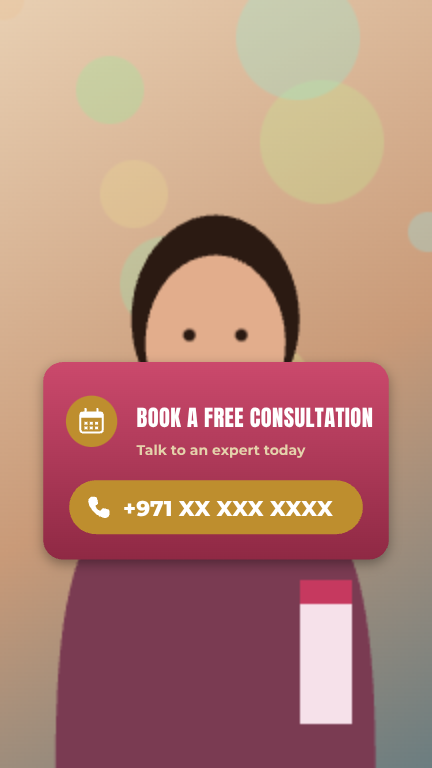 BOOK A FREE CONSULTATION
Talk to an expert today
+971 XX XXX XXXX